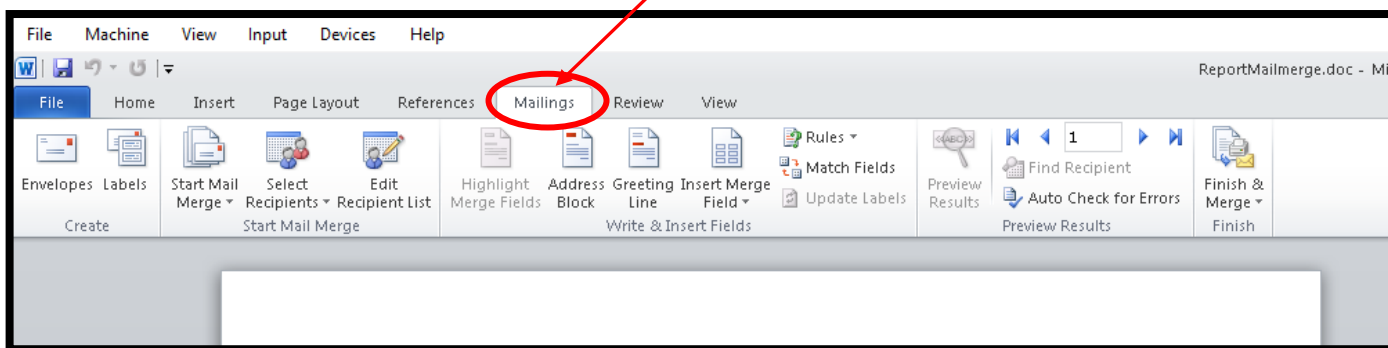 File Machine View Input Devices Help
W
ReportMailmerge.doc - Mi
File Home Insert Page Layout References Mailings Review View
Envelopes Labels Start Mail Merge Select Recipients Edit Recipient List Highlight Merge Fields Address Block Greeting Line Insert Merge Field Rules Match Fields Update Labels «ABC» Preview Results 1 Find Recipient Auto Check for Errors Finish & Merge
Create Start Mail Merge Write & Insert Fields Preview Results Finish